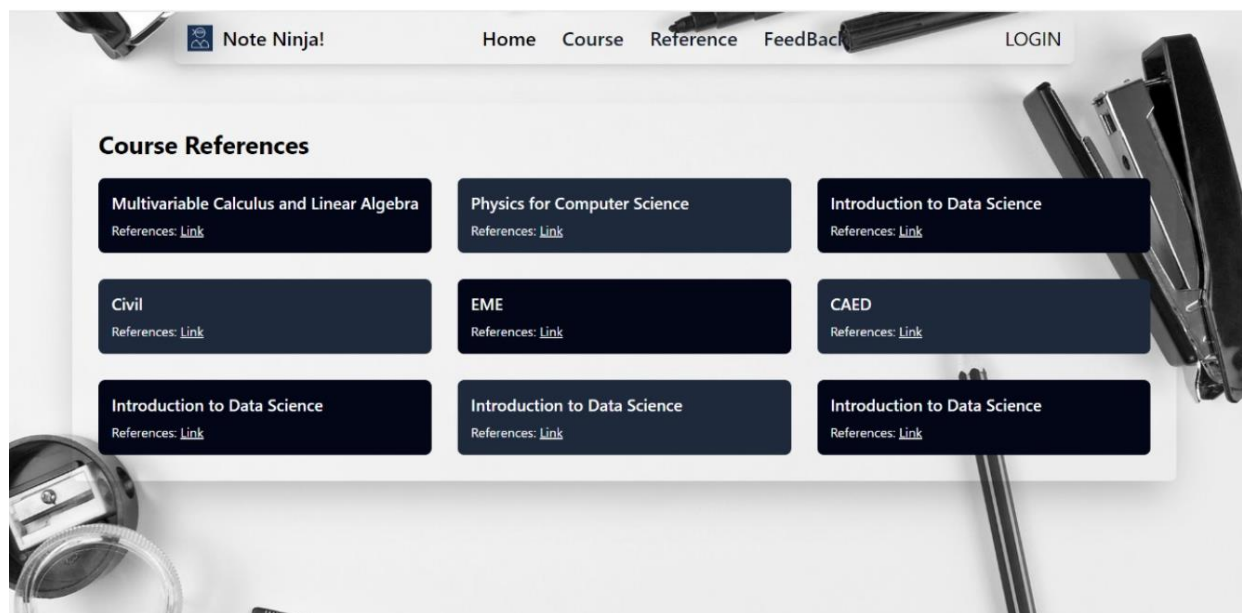 Note Ninja! Home Course Reference FeedBack LOGIN
Course References
Multivariable Calculus and Linear Algebra
References: Link
Physics for Computer Science
References: Link
Introduction to Data Science
References: Link
Civil
References: Link
EME
References: Link
CAED
References: Link
Introduction to Data Science
References: Link
Introduction to Data Science
References: Link
Introduction to Data Science
References: Link